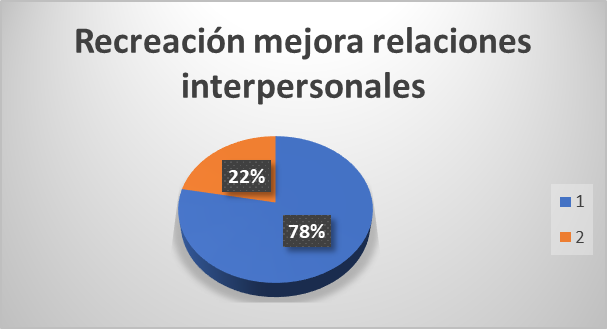 Recreación mejora relaciones
interpersonales
22%
78%
1
2